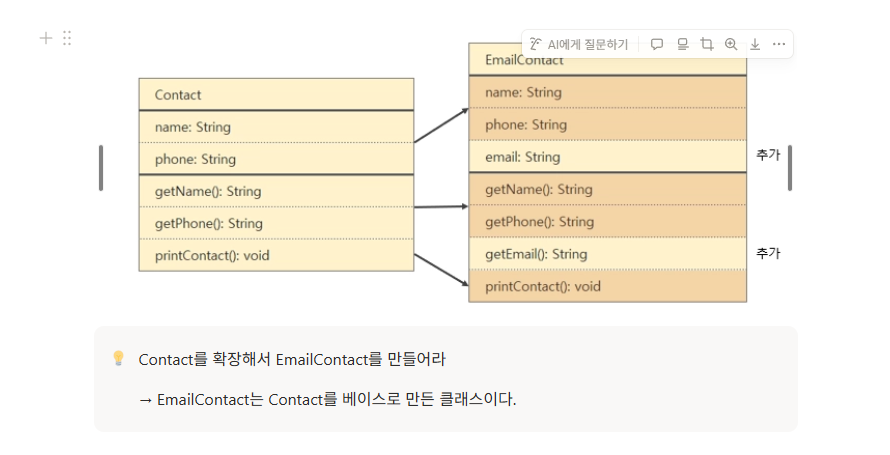 AI에게 질문하기
Contact
name: String
phone: String
getName(): String
getPhone(): String
printContact(): void
EmailContact
name: String
phone: String
email: String
추가
getName(): String
getPhone(): String
getEmail(): String
추가
printContact(): void
Contact를 확장해서 EmailContact를 만들어라
→ EmailContact는 Contact를 베이스로 만든 클래스이다.